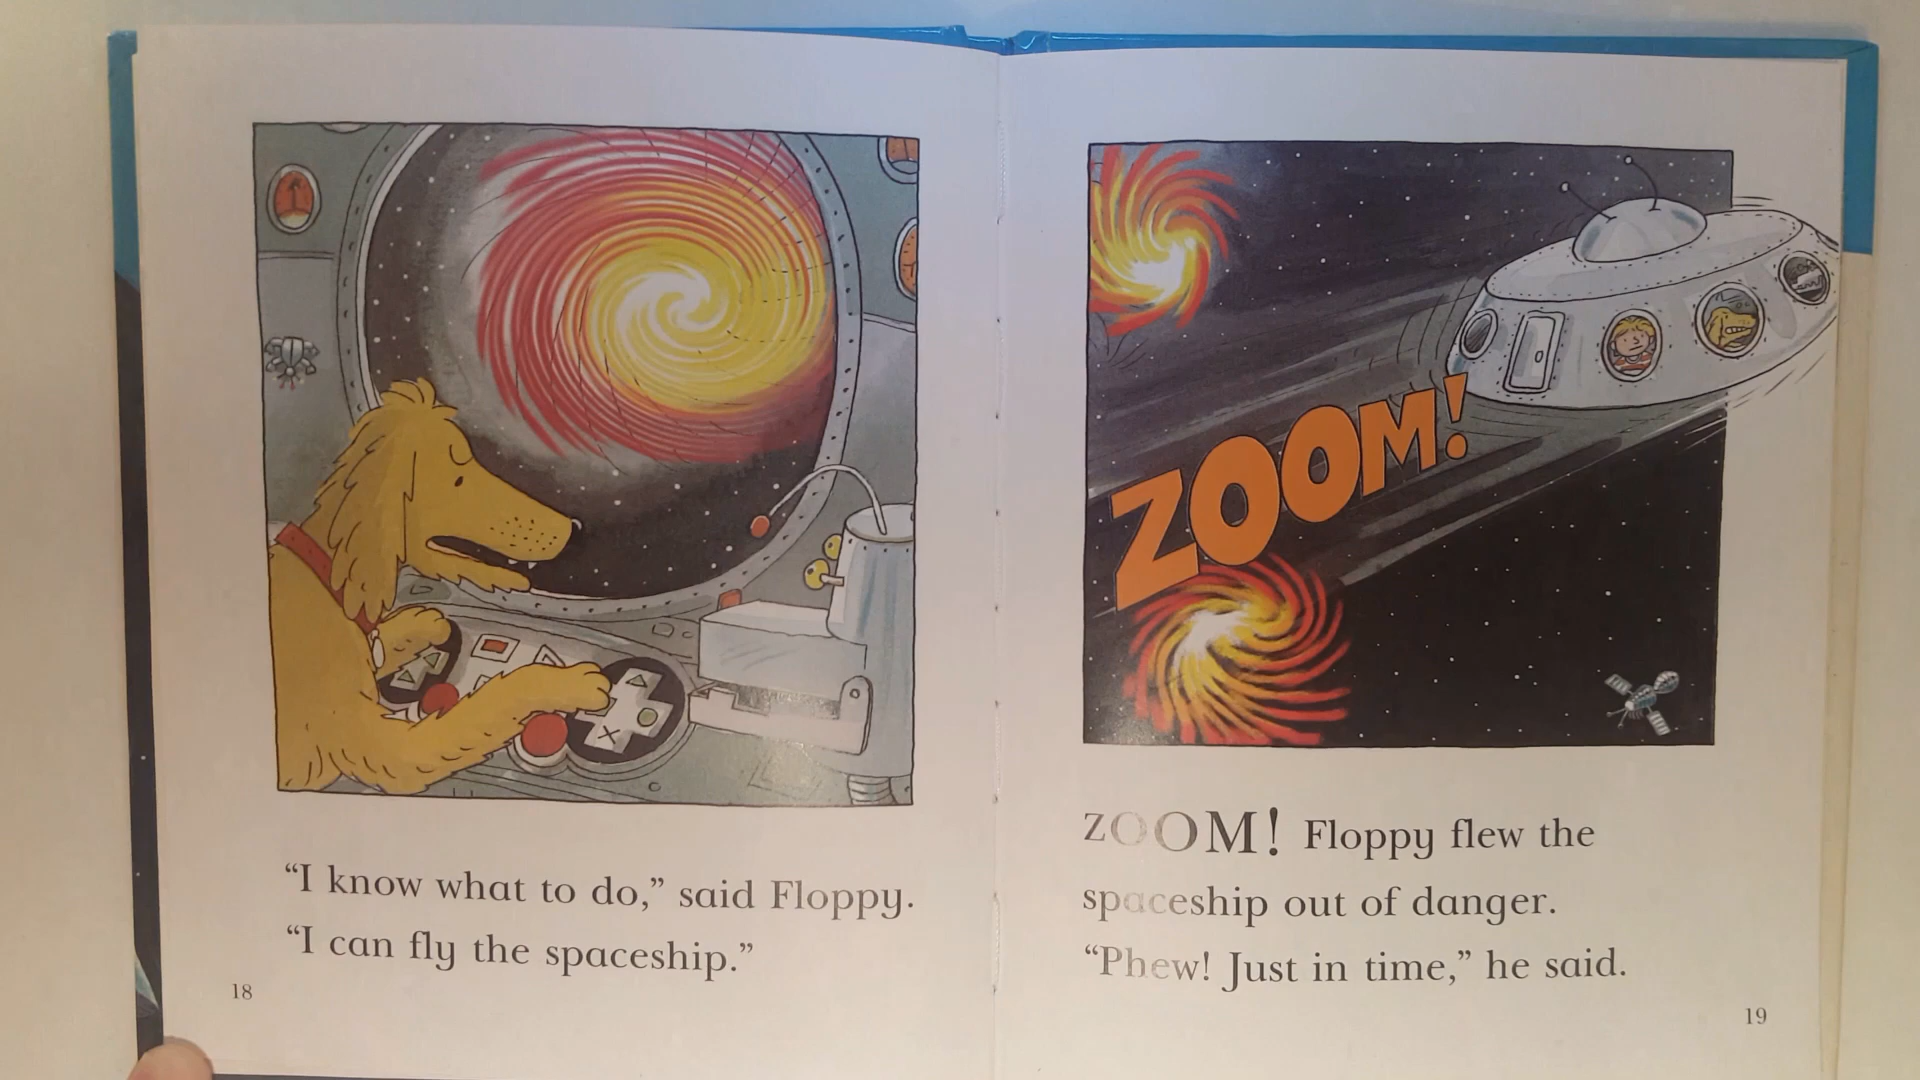 “I know what to do,” said Floppy.
“I can fly the spaceship.”
18
ZOOM!
ZOOM! Floppy flew the
spaceship out of danger.
“Phew! Just in time,” he said.
19